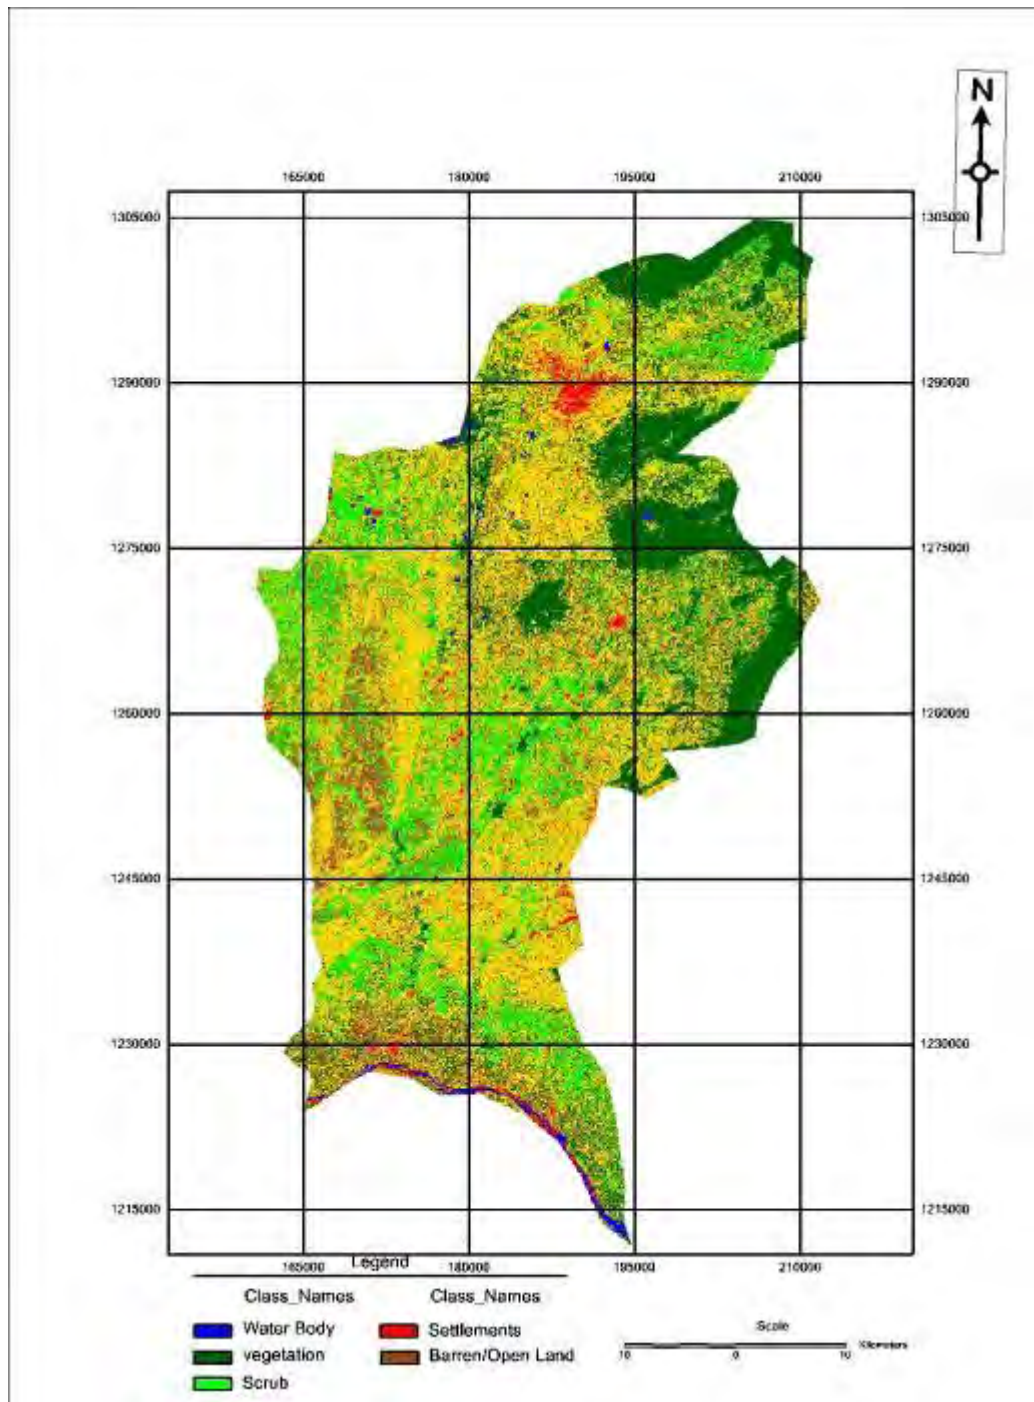 N
165000 180000 195000 210000
1305000 1305000
1290000 1290000
1275000 1275000
1260000 1260000
1245000 1245000
1230000 1230000
1215000 1215000
165000 180000 195000 210000
Legend
Class_Names Class_Names
Water Body Settlements
vegetation Barren/Open Land
Scrub
Scale
10 0 10 Kilometers